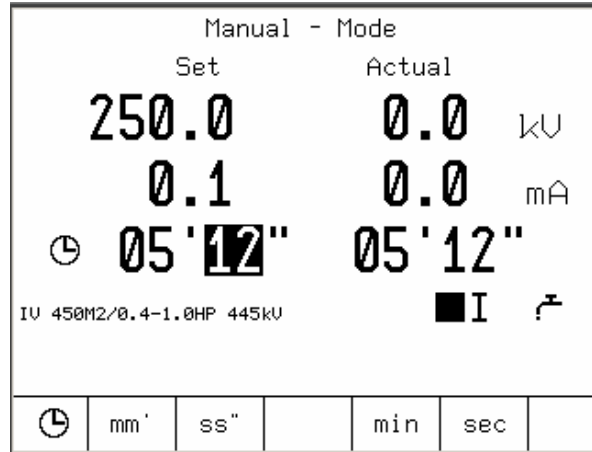 Manual - Mode
Set Actual
250.0 0.0 kV
0.1 0.0 mA
05'12" 05'12"
IV 450M2/0.4-1.0HP 445kV I
mm' ss" min sec